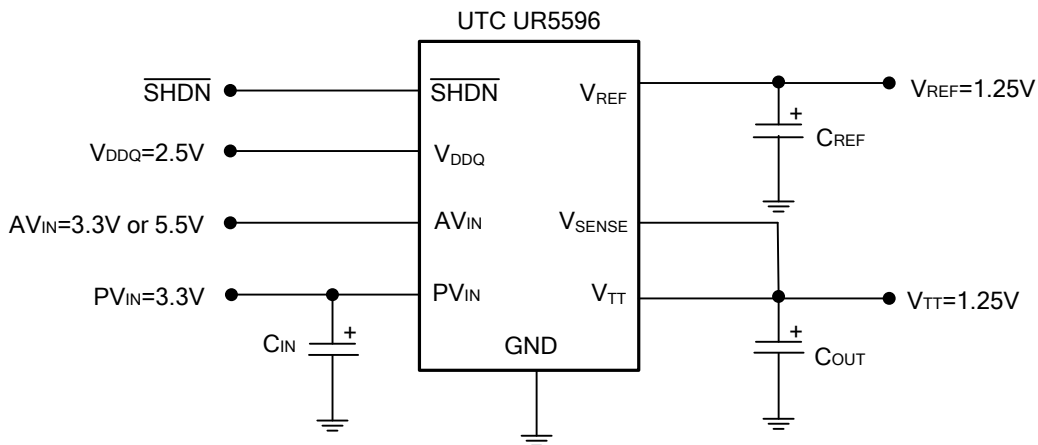 UTC UR5596
SHDN
SHDN
VREF
VREF=1.25V
CREF
VDDQ=2.5V
VDDQ
AVIN=3.3V or 5.5V
AVIN
VSENSE
PVIN=3.3V
PVIN
VTT
VTT=1.25V
CIN
+
GND
+
COUT
+